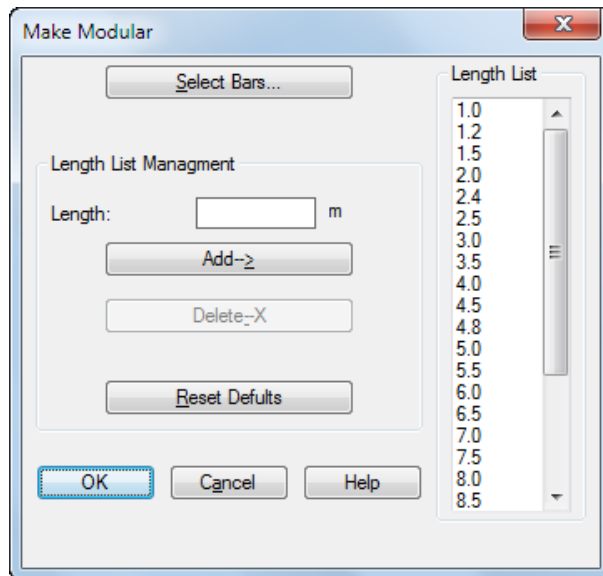 Make Modular
Select Bars...
Length List Managment
Length:
m
Add-->
Delete--X
Reset Defults
OK
Cancel
Help
Length List
1.0
1.2
1.5
2.0
2.4
2.5
3.0
3.5
4.0
4.5
4.8
5.0
5.5
6.0
6.5
7.0
7.5
8.0
8.5